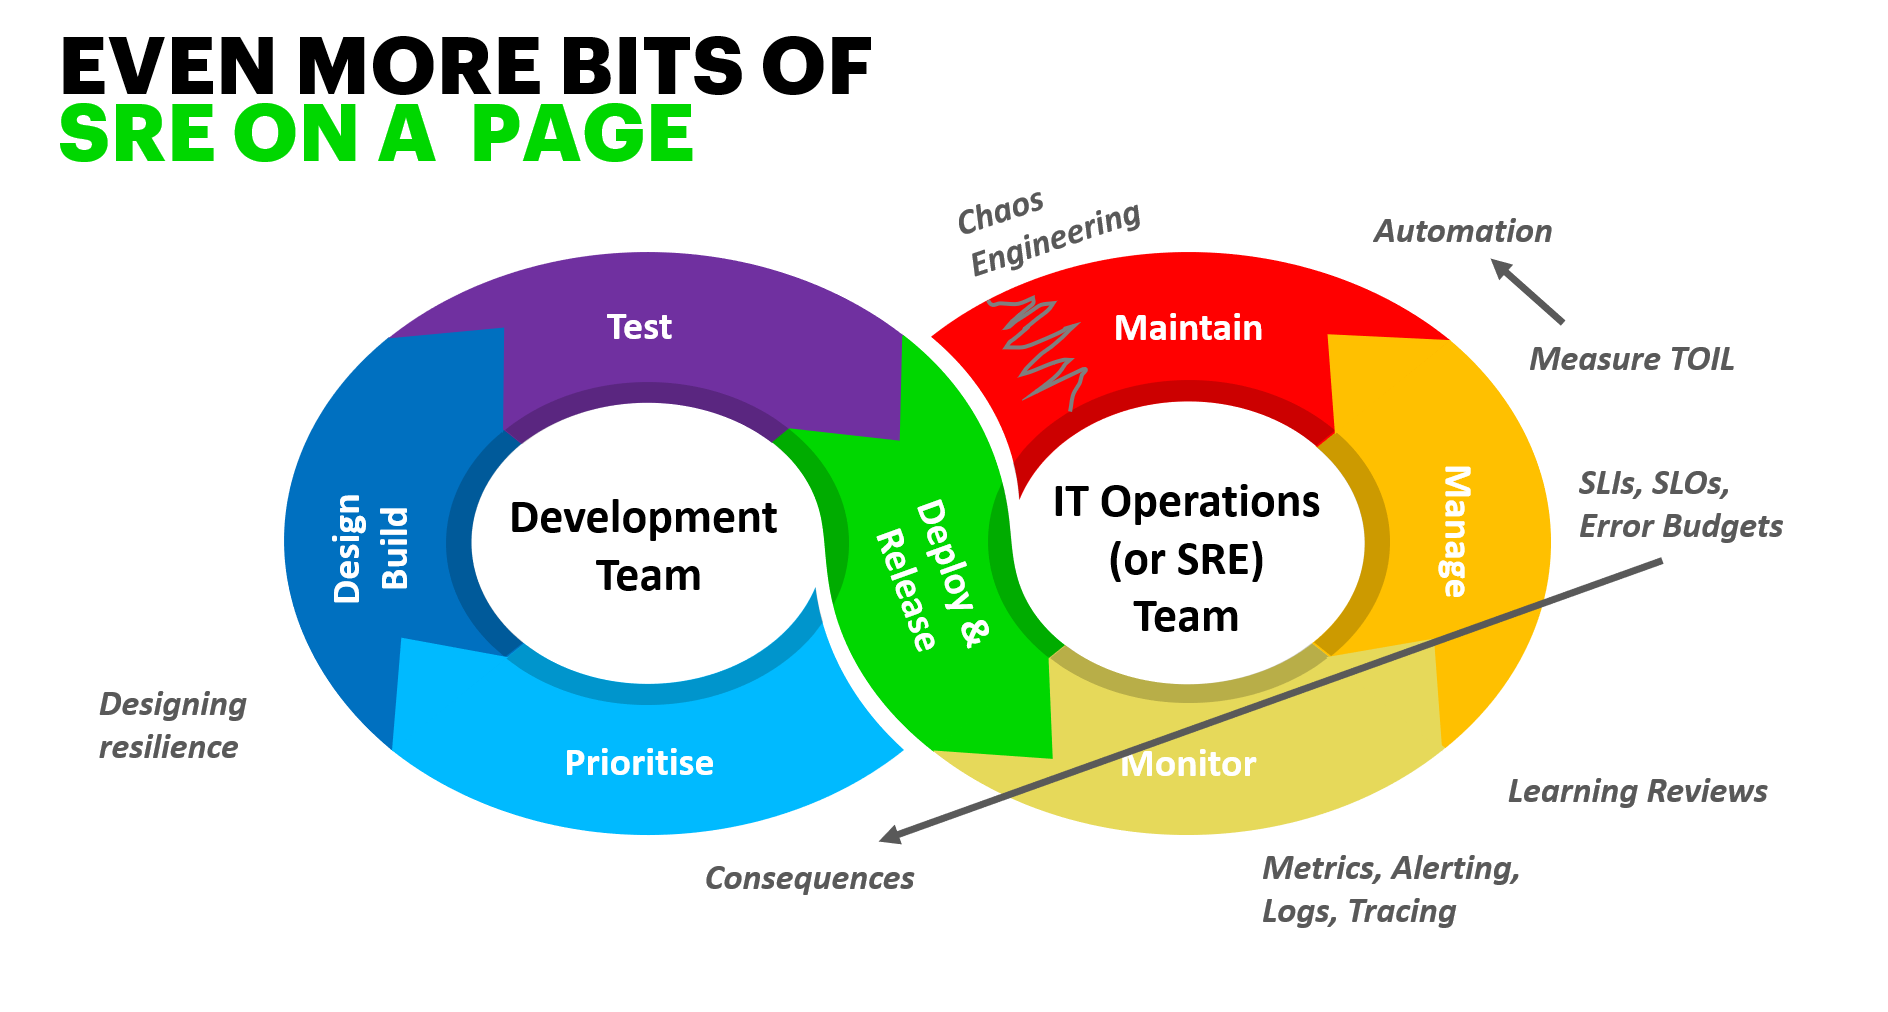 EVEN MORE BITS OF
SRE ON A PAGE
Chaos
Engineering
Automation
Measure TOIL
Test
Maintain
Design
Build
Development
Team
Deploy &
Release
IT Operations
(or SRE)
Team
Manage
SLIs, SLOs,
Error Budgets
Designing
resilience
Prioritise
Monitor
Learning Reviews
Consequences
Metrics, Alerting,
Logs, Tracing